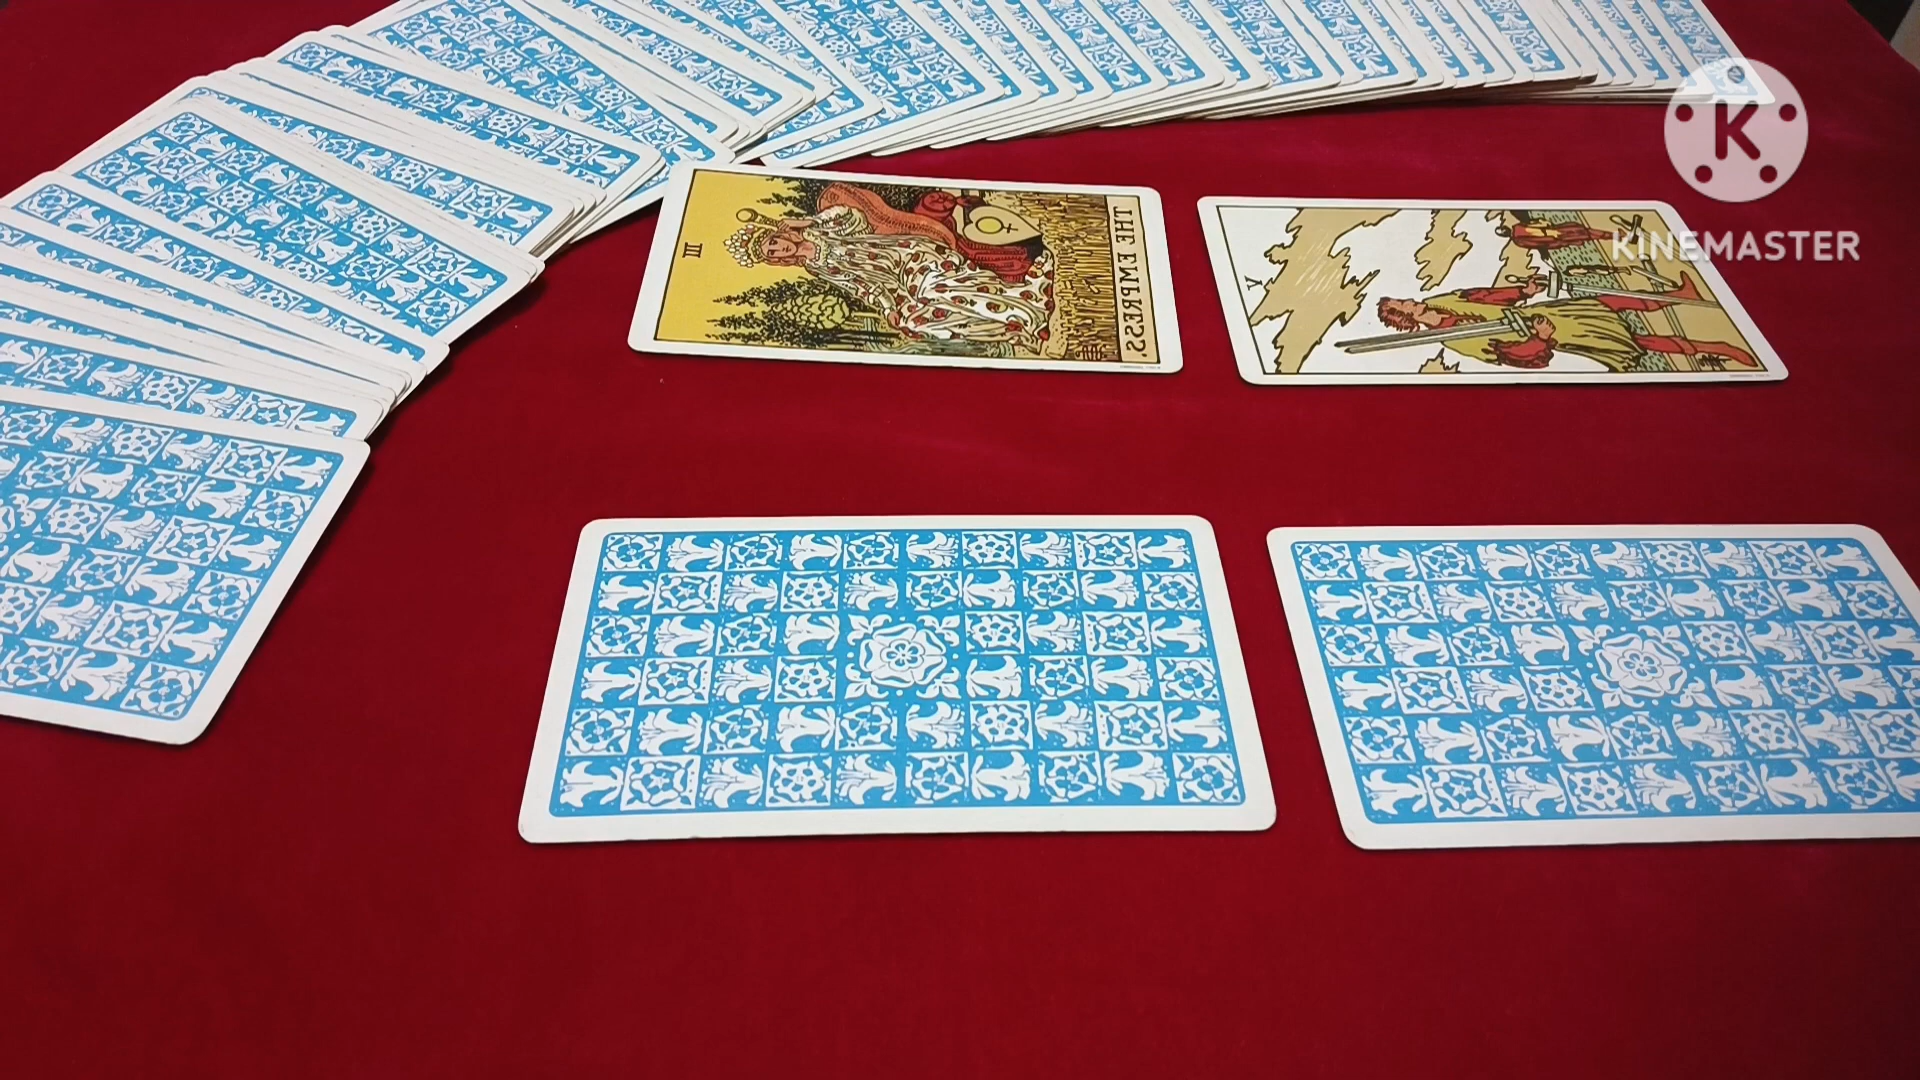 K
KINEMASTER
III
THE EMPRESS.
V